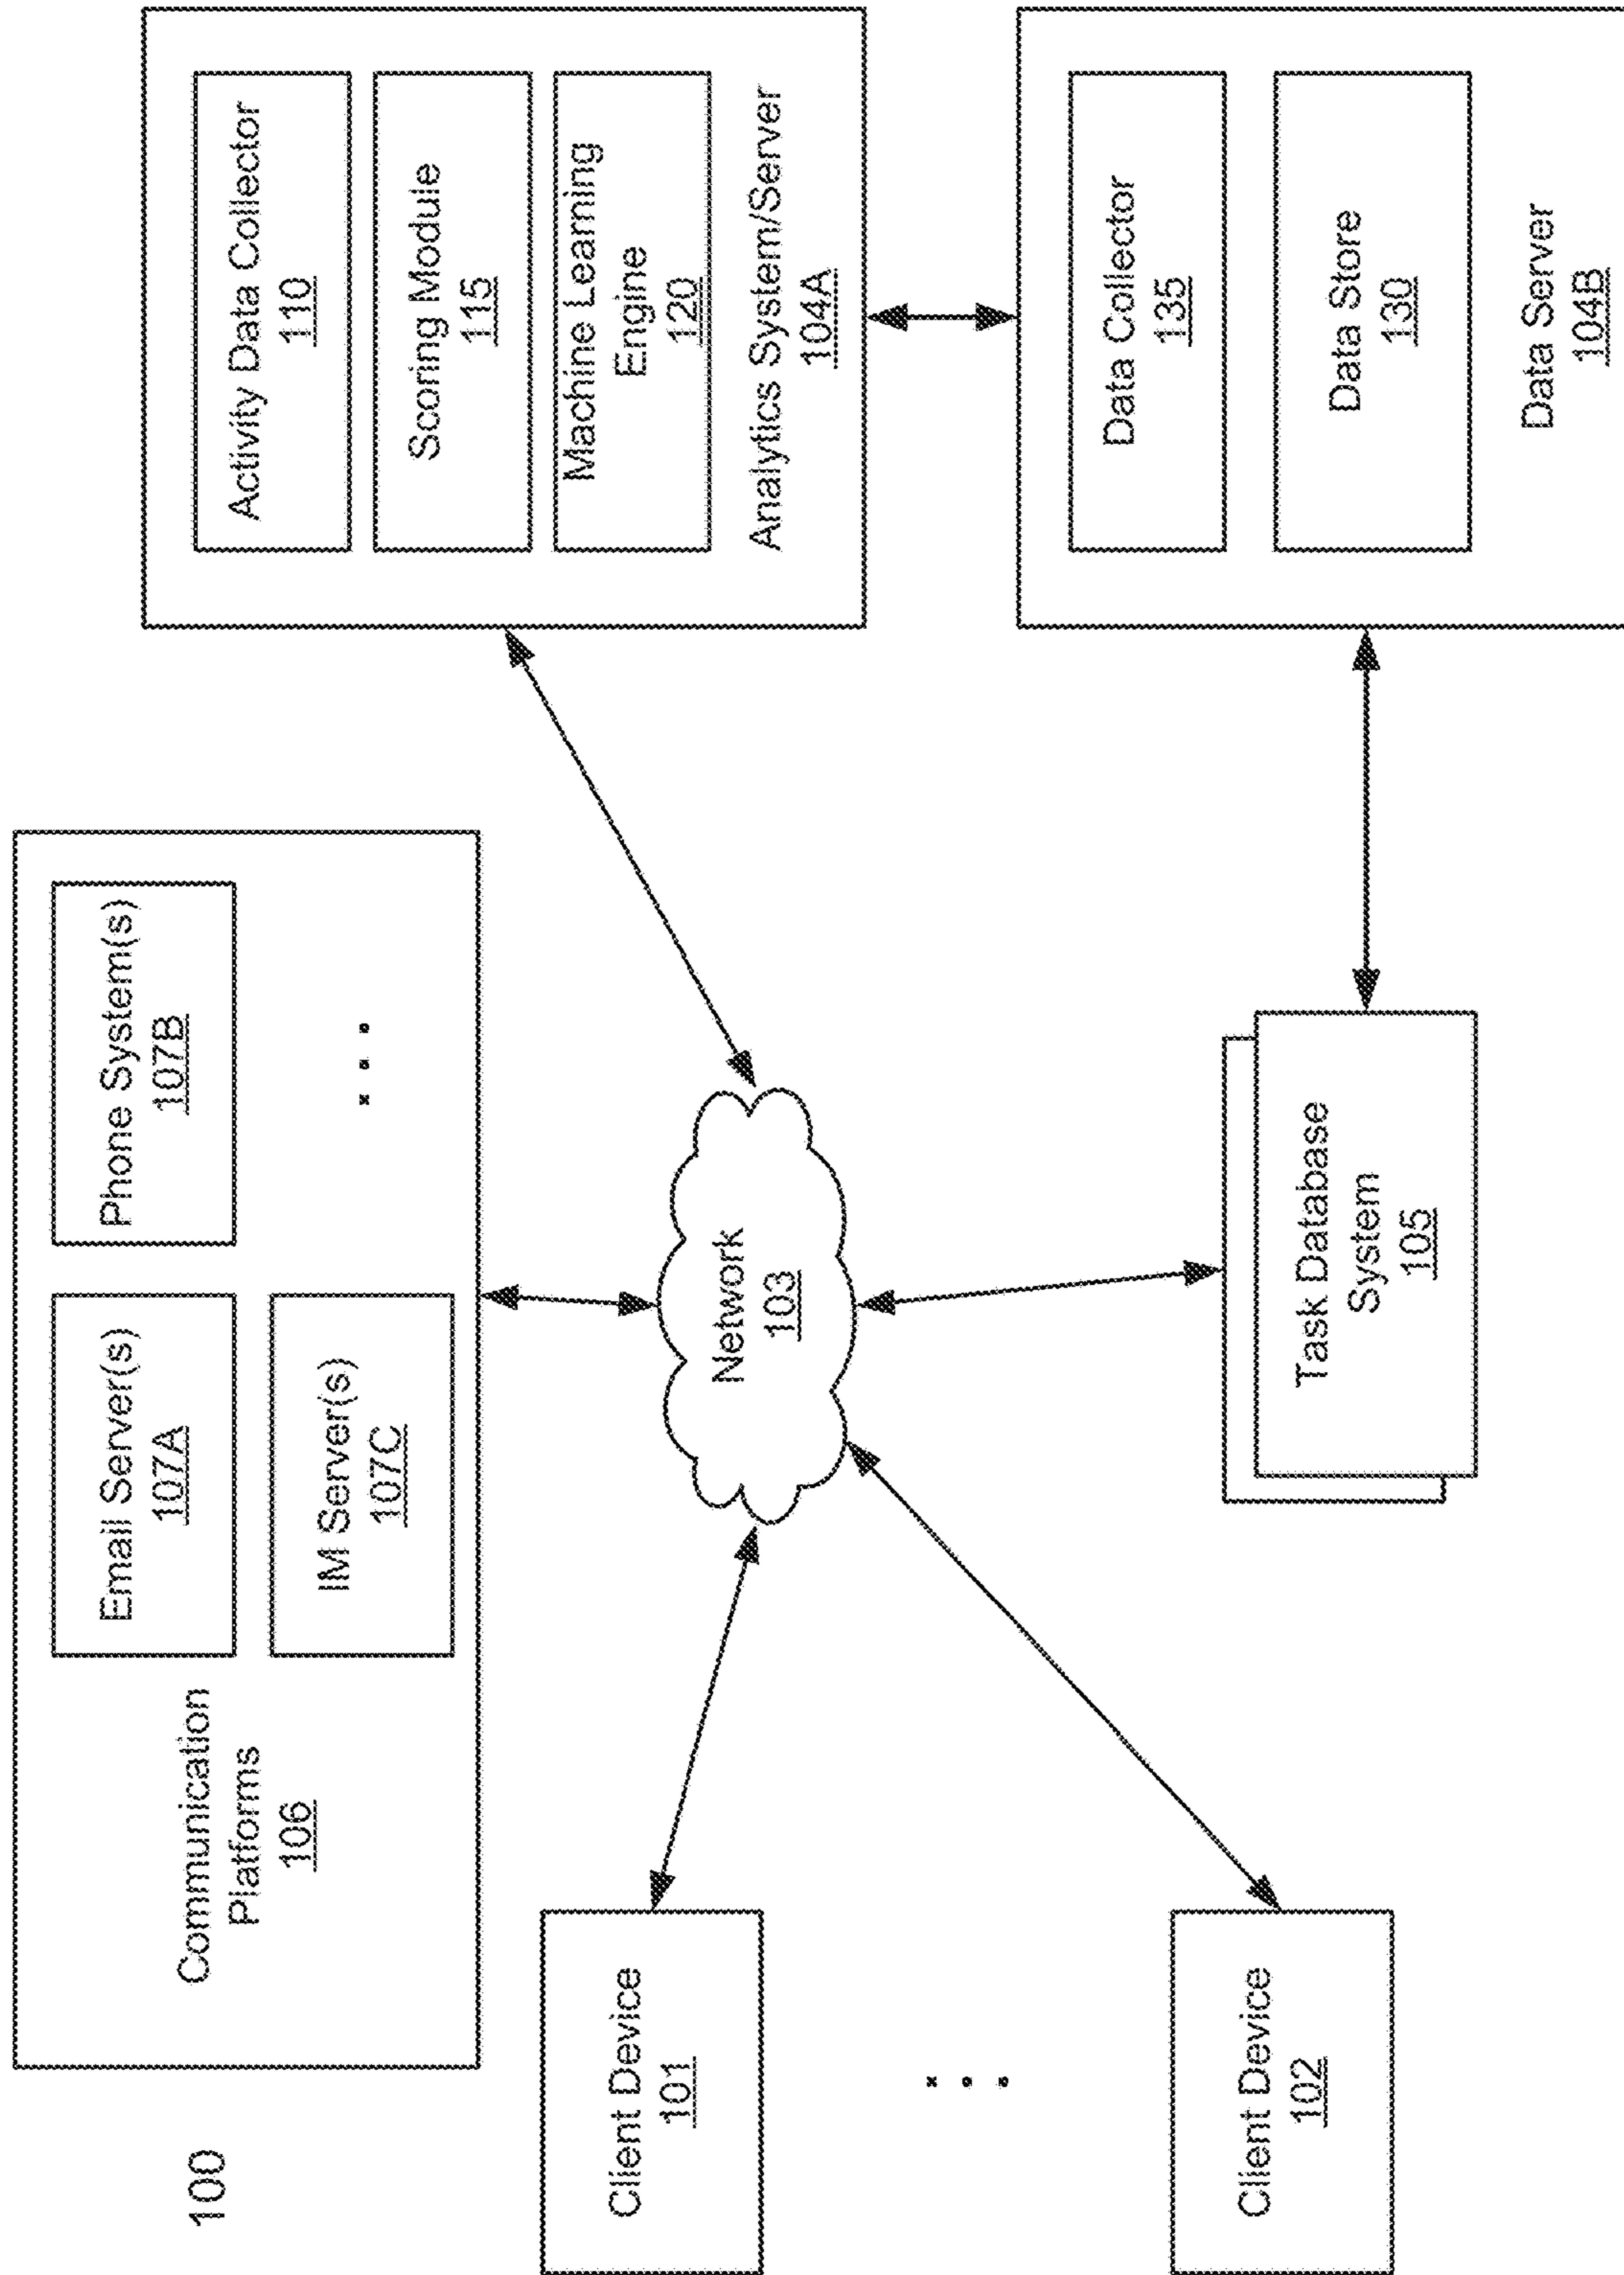 100
Communication
Platforms
106
Email Server(s)
107A
Phone System(s)
107B
IM Server(s)
107C
. . .
Client Device
101
. . .
Client Device
102
Network
103
Task Database
System
105
Activity Data Collector
110
Scoring Module
115
Machine Learning
Engine
120
Analytics System/Server
104A
Data Collector
135
Data Store
130
Data Server
104B